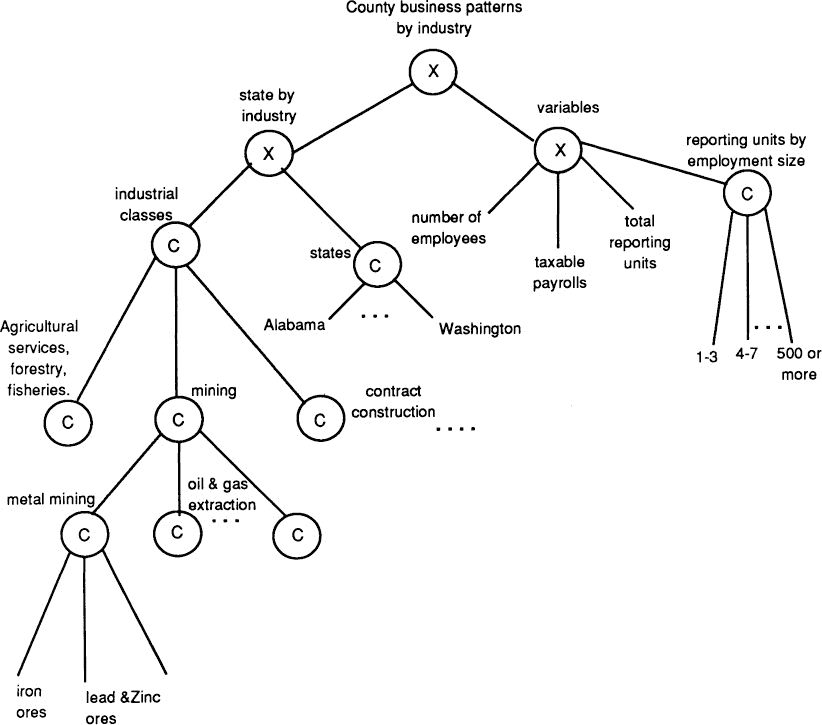 County business patterns
by industry
X
state by
industry
X
variables
X
reporting units by
employment size
C
industrial
classes
C
states
C
number of
employees
taxable
payrolls
total
reporting
units
Alabama
. . .
Washington
1-3
4-7
. . .
500 or
more
Agricultural
services,
forestry,
fisheries.
C
mining
C
contract
construction
C
. . . .
metal mining
C
oil & gas
extraction
C
. . .
C
iron
ores
lead &Zinc
ores